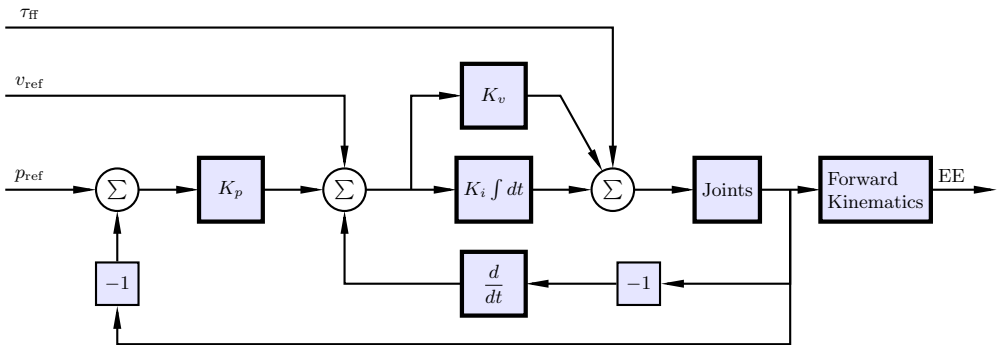 τ_ff
v_ref
K_v
p_ref
∑
K_p
∑
K_i ∫ dt
∑
Joints
Forward
Kinematics
EE
−1
d
dt
−1